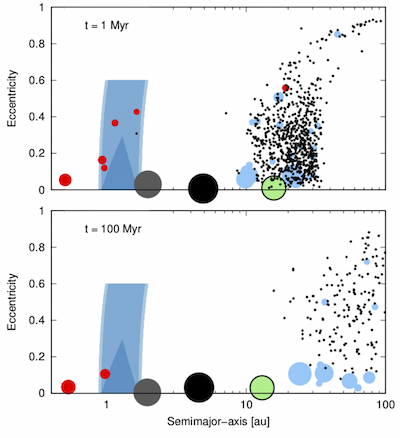 1
t = 1 Myr
0.8
0.6
Eccentricity
0.4
0.2
0
1
t = 100 Myr
0.8
0.6
Eccentricity
0.4
0.2
0
1 10 100
Semimajor-axis [au]